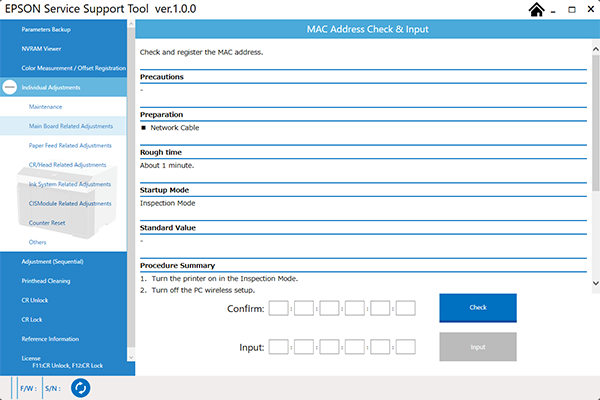 EPSON Service Support Tool ver.1.0.0
Parameters Backup
NVRAM Viewer
Color Measurement / Offset Registration
Individual Adjustments
Maintenance
Main Board Related Adjustments
Paper Feed Related Adjustments
CR/Head Related Adjustments
Ink System Related Adjustments
CISModule Related Adjustments
Counter Reset
Others
Adjustment (Sequential)
Printhead Cleaning
CR Unlock
CR Lock
Reference Information
License
F11:CR Unlock, F12:CR Lock
MAC Address Check & Input
Check and register the MAC address.
Precautions
-
Preparation
■ Network Cable
Rough time
About 1 minute.
Startup Mode
Inspection Mode
Standard Value
-
Procedure Summary
1. Turn the printer on in the Inspection Mode.
2. Turn off the PC wireless setup.
Confirm: : : : : :
Check
Input: : : : : :
Input
F/W : S/N :